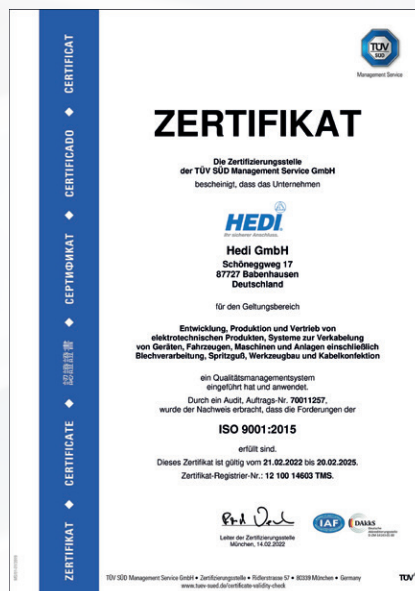 TÜV
SÜD
Management Service
ZERTIFIKAT
Die Zertifizierungsstelle
der TÜV SÜD Management Service GmbH
bescheinigt, dass das Unternehmen
HEDI
Ihr sicherer Anschluss.
Hedi GmbH
Schöneggweg 17
87727 Babenhausen
Deutschland
für den Geltungsbereich
Entwicklung, Produktion und Vertrieb von
elektrotechnischen Produkten, Systeme zur Verkabelung
von Geräten, Fahrzeugen, Maschinen und Anlagen einschließlich
Blechverarbeitung, Spritzguß, Werkzeugbau und Kabelkonfektion
ein Qualitätsmanagementsystem
eingeführt hat und anwendet.
Durch ein Audit, Auftrags-Nr. 70011257,
wurde der Nachweis erbracht, dass die Forderungen der
ISO 9001:2015
erfüllt sind.
Dieses Zertifikat ist gültig vom 21.02.2022 bis 20.02.2025.
Zertifikat-Registrier-Nr.: 12 100 14603 TMS.
Leiter der Zertifizierungsstelle
München, 14.02.2022
IAF
DAkkS
TÜV SÜD Management Service GmbH • Zertifizierungsstelle • Ridlerstrasse 57 • 80339 München • Germany
www.tuev-sued.de/certificate-validity-check
TÜV
ZERTIFIKAT ◆ CERTIFICATE ◆ 認證證書 ◆ СЕРТИФИКАТ ◆ CERTIFICADO ◆ CERTIFICAT